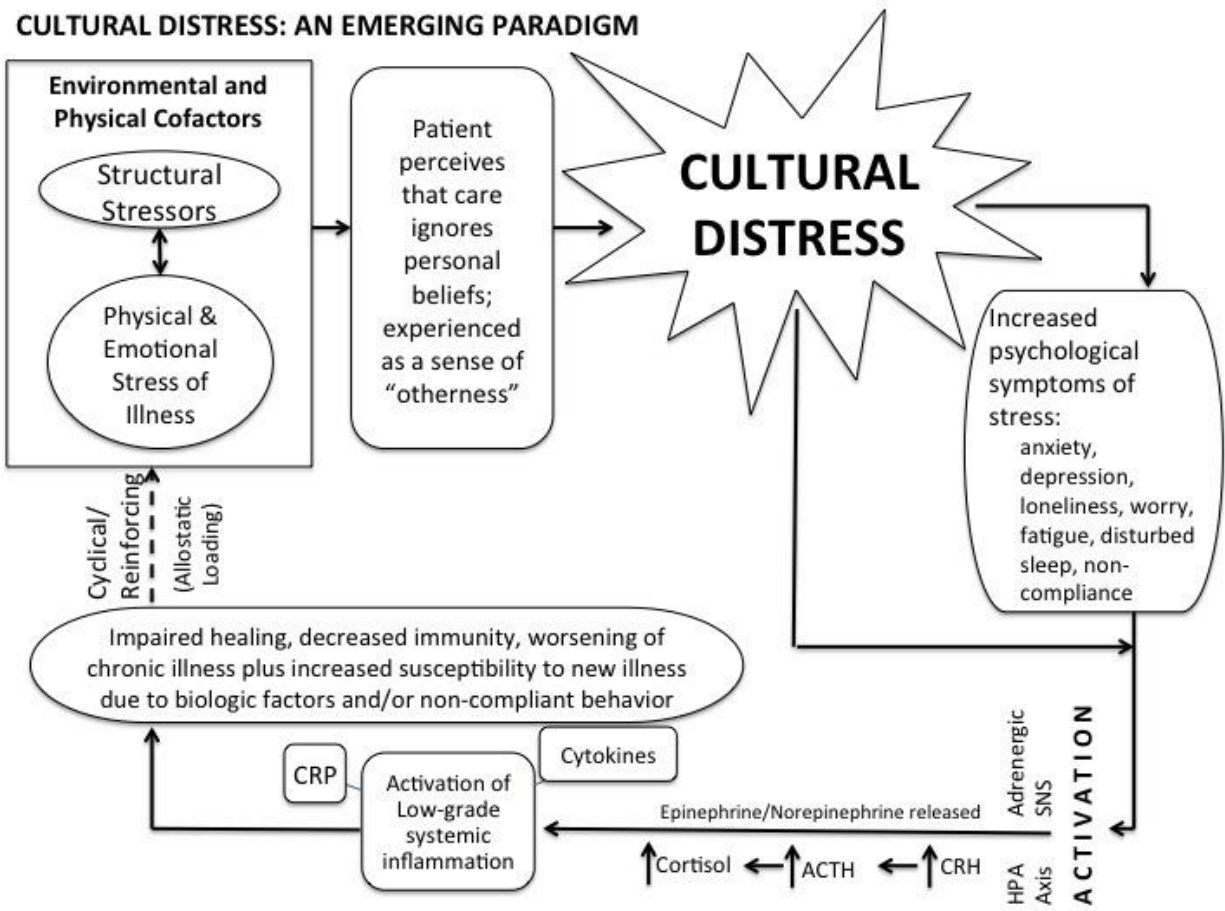 CULTURAL DISTRESS: AN EMERGING PARADIGM
Environmental and
Physical Cofactors
Structural
Stressors
Physical &
Emotional
Stress of
Illness
Patient
perceives
that care
ignores
personal
beliefs;
experienced
as a sense of
“otherness”
CULTURAL
DISTRESS
Increased
psychological
symptoms of
stress:
anxiety,
depression,
loneliness, worry,
fatigue, disturbed
sleep, non-
compliance
ACTIVATION
Adrenergic
SNS
HPA
Axis
Epinephrine/Norepinephrine released
Cortisol
ACTH
CRH
Activation of
Low-grade
systemic
inflammation
CRP
Cytokines
Impaired healing, decreased immunity, worsening of
chronic illness plus increased susceptibility to new illness
due to biologic factors and/or non-compliant behavior
Cyclical/
Reinforcing
(Allostatic
Loading)